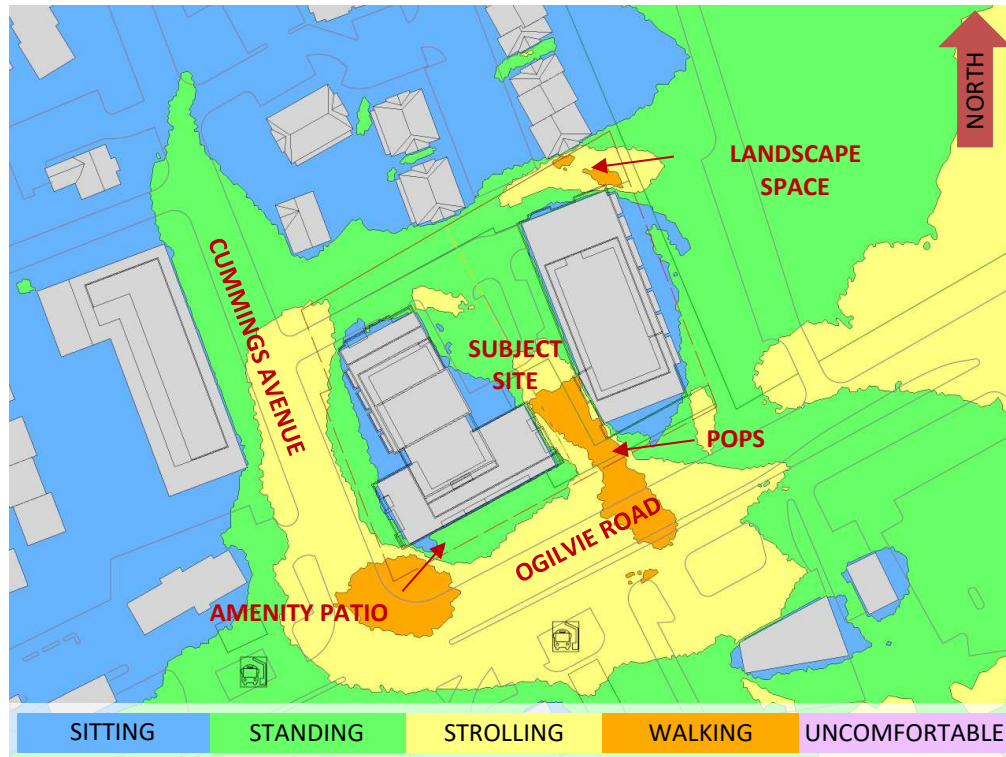 NORTH
LANDSCAPE
SPACE
CUMMINGS AVENUE
SUBJECT
SITE
POPS
OGILVIE ROAD
AMENITY PATIO
SITTING
STANDING
STROLLING
WALKING
UNCOMFORTABLE